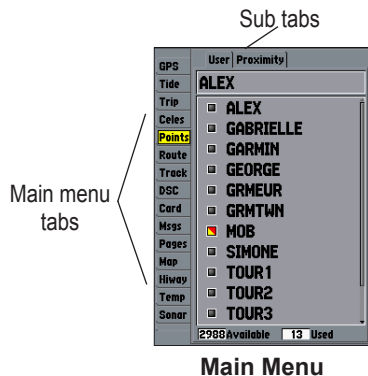 Sub tabs
User Proximity
GPS
Tide
Trip
Celes
Points
Route
Track
DSC
Card
Msgs
Pages
Map
Hiway
Temp
Sonar
ALEX
ALEX
GABRIELLE
GARMIN
GEORGE
GRMEUR
GRMTWN
MOB
SIMONE
TOUR1
TOUR2
TOUR3
2988 Available 13 Used
Main menu
tabs
Main Menu